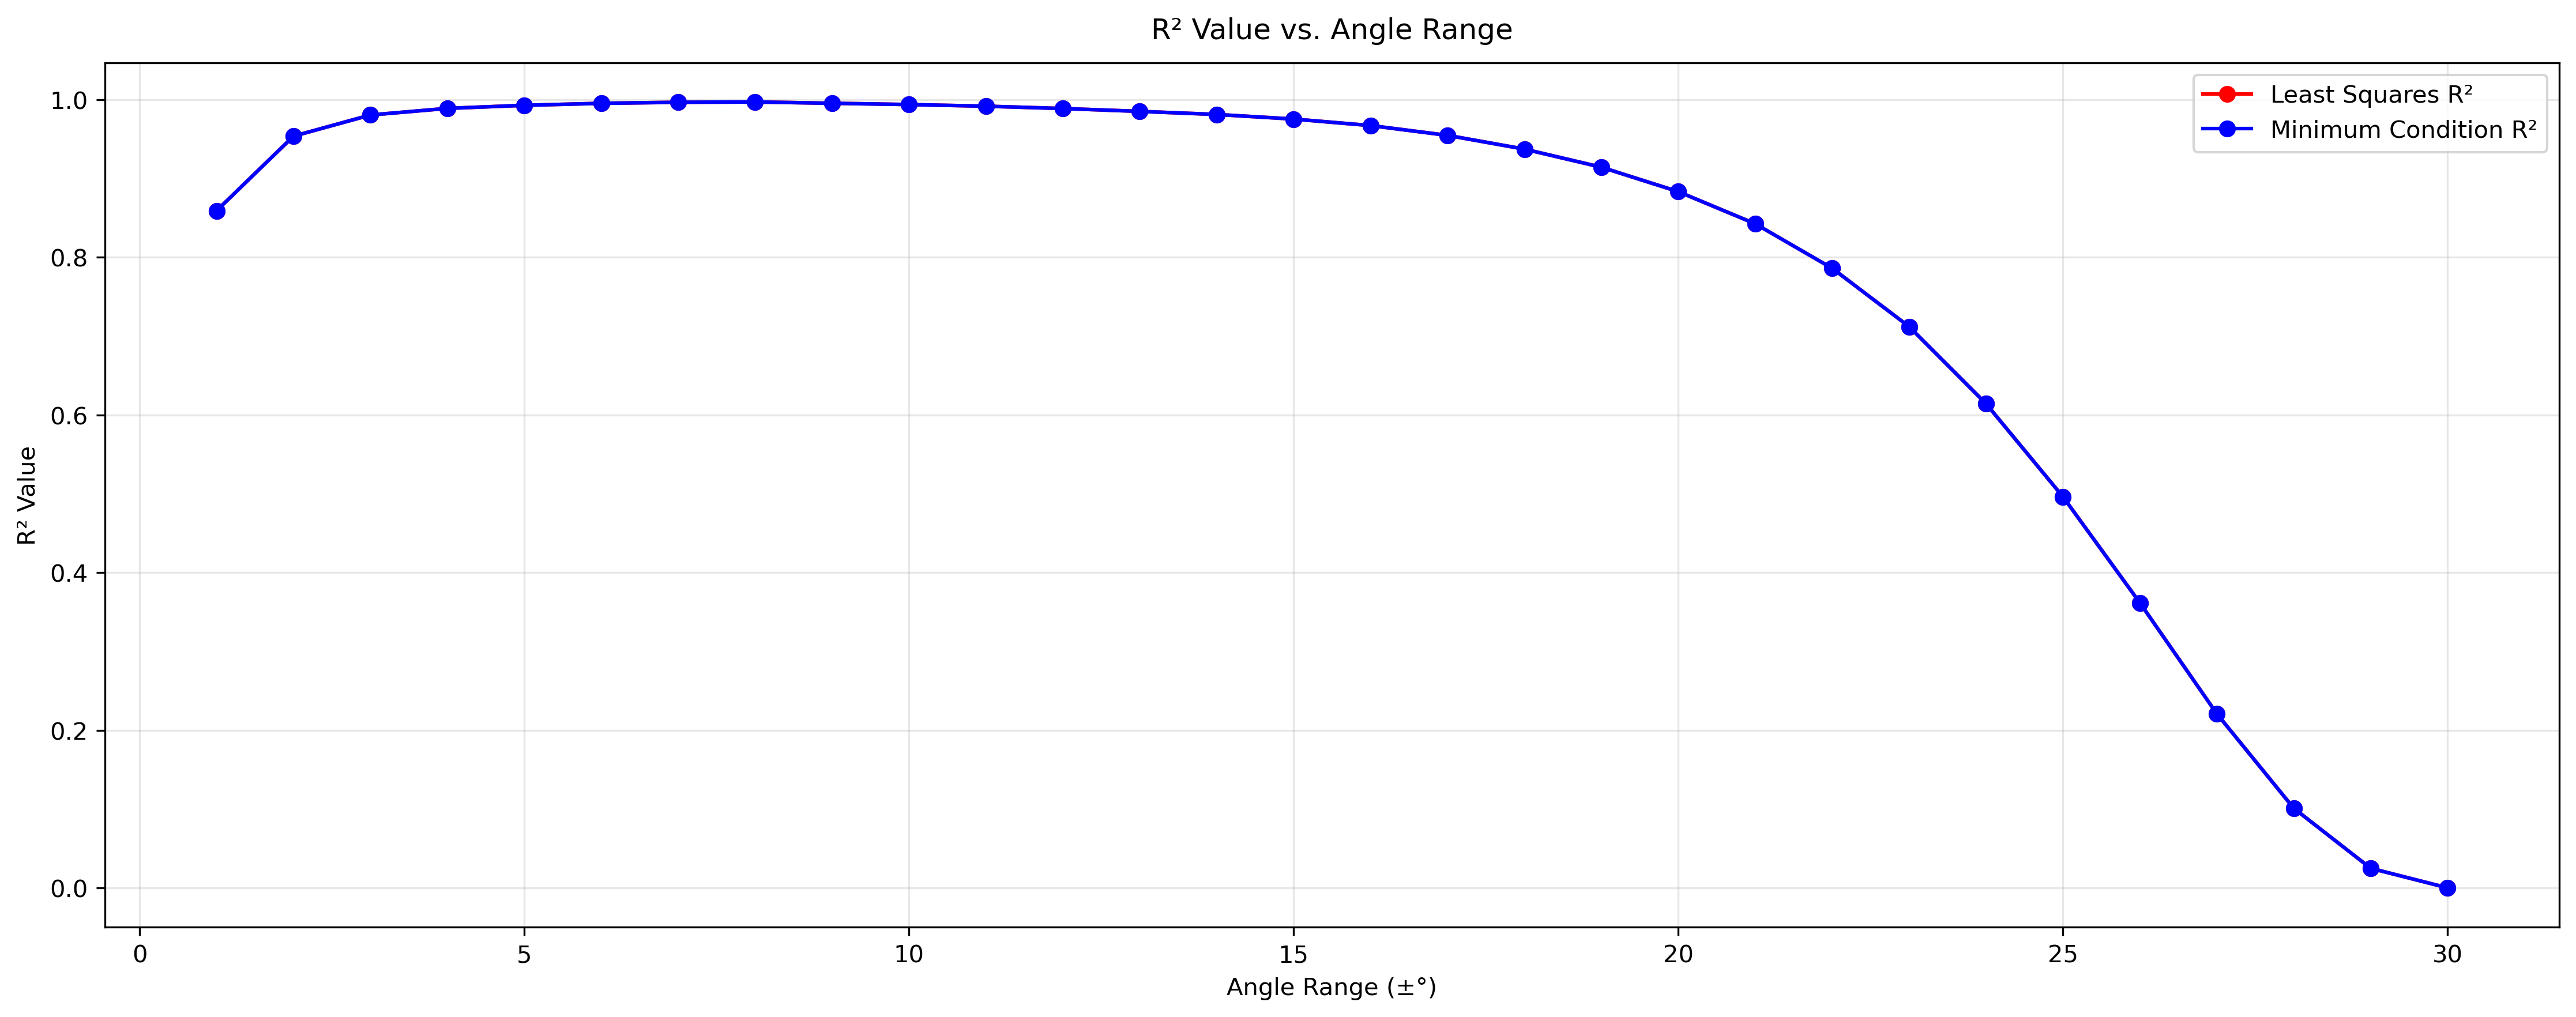 R² Value vs. Angle Range
Least Squares R²
Minimum Condition R²
R² Value
1.0
0.8
0.6
0.4
0.2
0.0
0 5 10 15 20 25 30
Angle Range (±°)